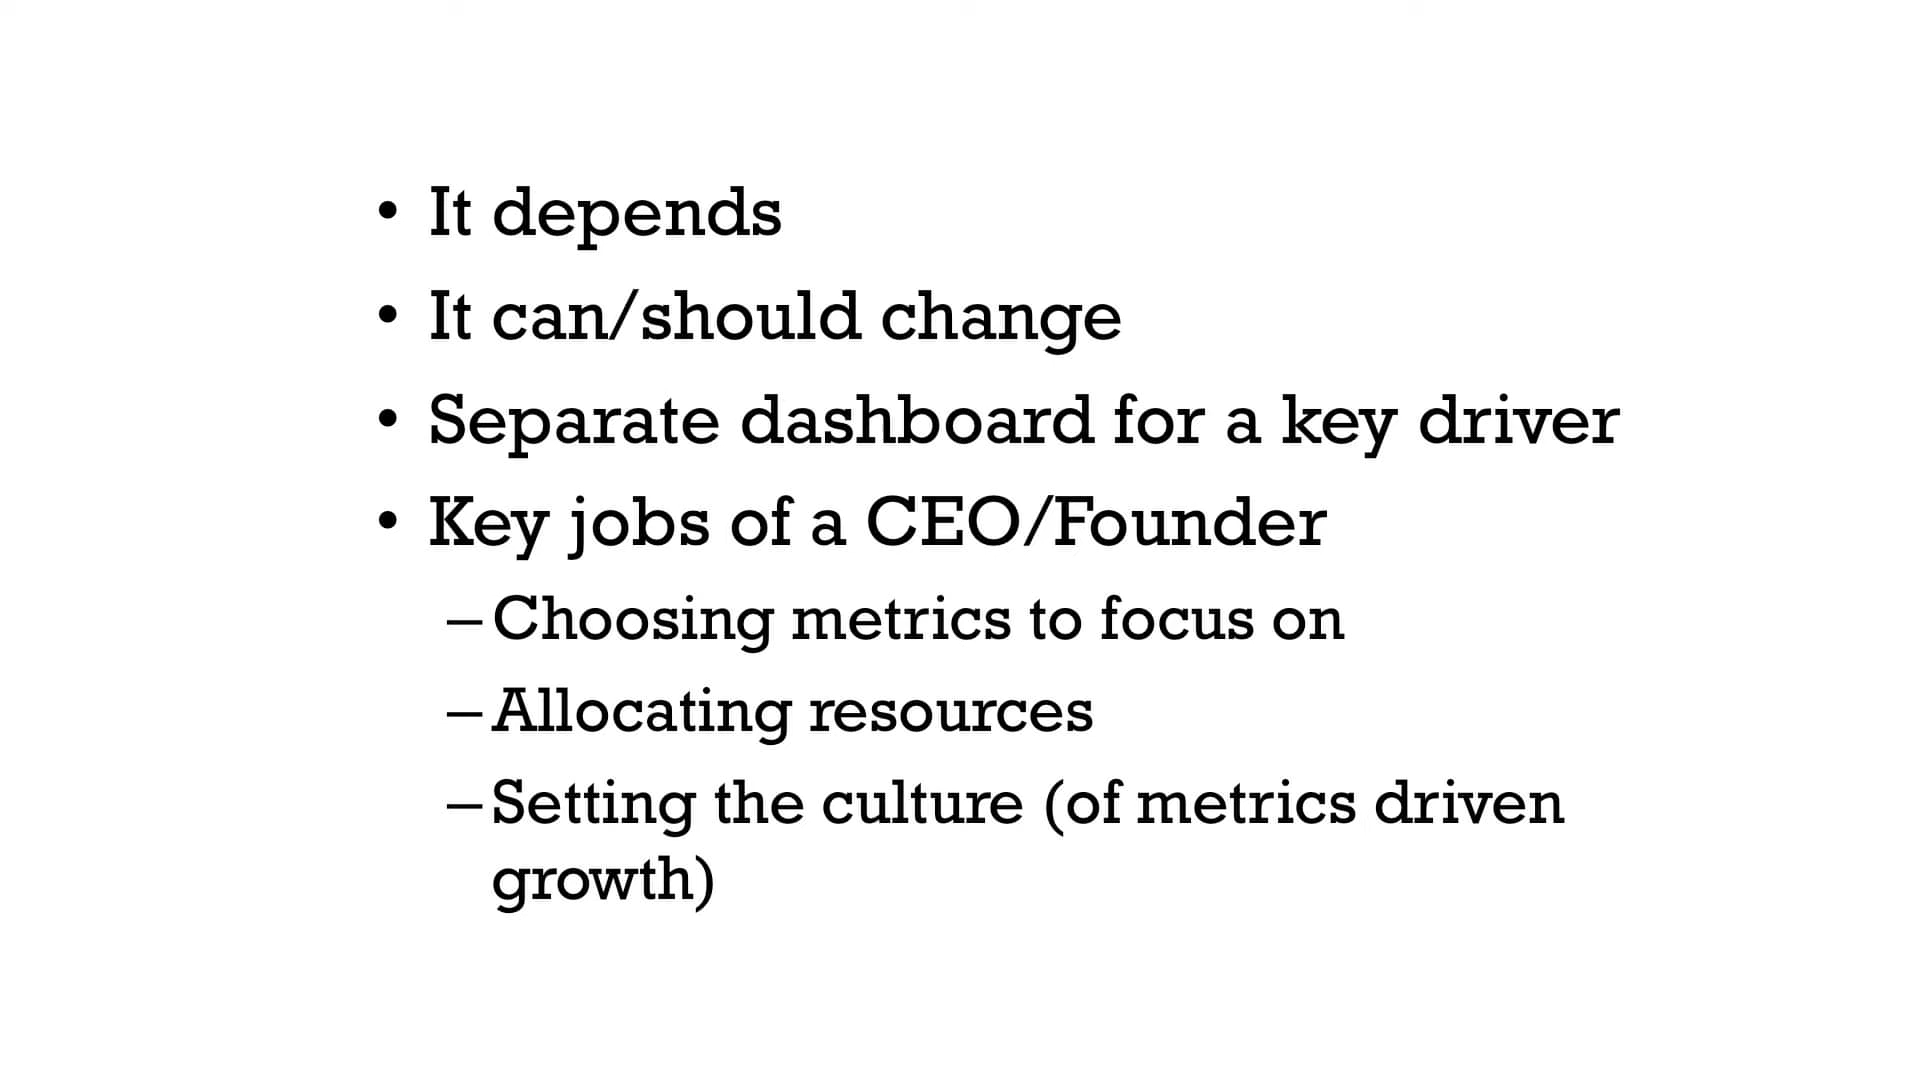 • It depends
• It can/should change
• Separate dashboard for a key driver
• Key jobs of a CEO/Founder
– Choosing metrics to focus on
– Allocating resources
– Setting the culture (of metrics driven
growth)